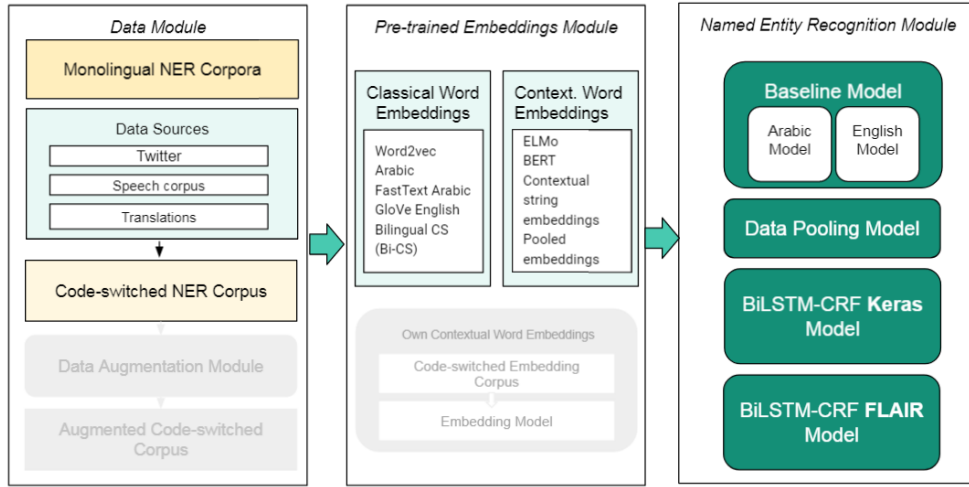 Data Module
Monolingual NER Corpora
Data Sources
Twitter
Speech corpus
Translations
Code-switched NER Corpus
Data Augmentation Module
Augmented Code-switched
Corpus
Pre-trained Embeddings Module
Classical Word
Embeddings
Word2vec
Arabic
FastText Arabic
GloVe English
Bilingual CS
(Bi-CS)
Context. Word
Embeddings
ELMo
BERT
Contextual
string
embeddings
Pooled
embeddings
Own Contextual Word Embeddings
Code-switched Embedding
Corpus
Embedding Model
Named Entity Recognition Module
Baseline Model
Arabic
Model
English
Model
Data Pooling Model
BiLSTM-CRF Keras
Model
BiLSTM-CRF FLAIR
Model